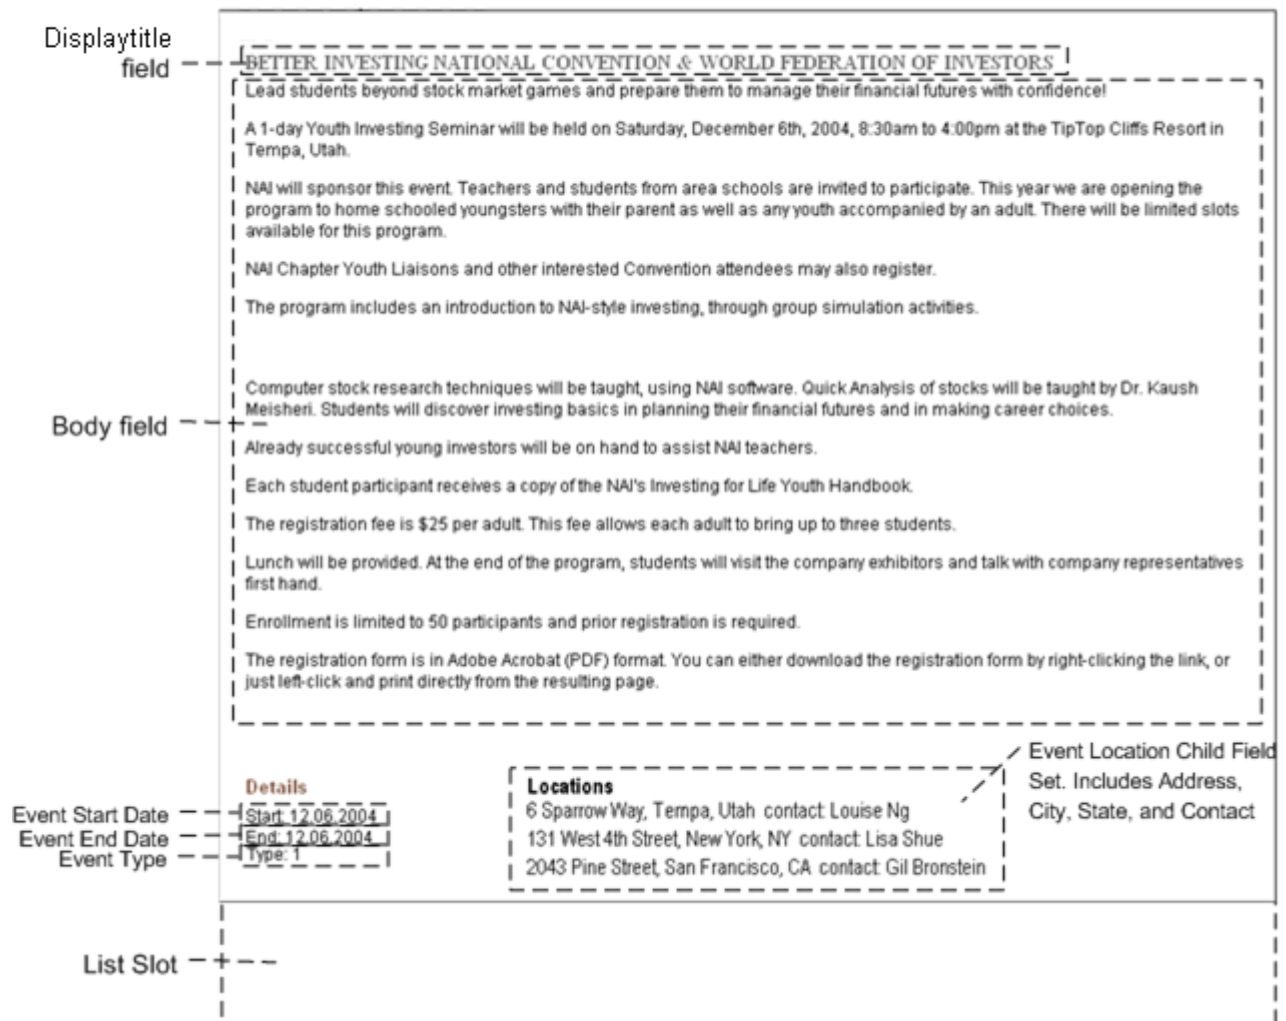 Displaytitle
field
BETTER INVESTING NATIONAL CONVENTION & WORLD FEDERATION OF INVESTORS
Lead students beyond stock market games and prepare them to manage their financial futures with confidence!
A 1-day Youth Investing Seminar will be held on Saturday, December 6th, 2004, 8:30am to 4:00pm at the TipTop Cliffs Resort in
Tempa, Utah.
NAI will sponsor this event. Teachers and students from area schools are invited to participate. This year we are opening the
program to home schooled youngsters with their parent as well as any youth accompanied by an adult. There will be limited slots
available for this program.
NAI Chapter Youth Liaisons and other interested Convention attendees may also register.
The program includes an introduction to NAI-style investing, through group simulation activities.
Computer stock research techniques will be taught, using NAI software. Quick Analysis of stocks will be taught by Dr. Kaush
Meisheri. Students will discover investing basics in planning their financial futures and in making career choices.
Body field
Already successful young investors will be on hand to assist NAI teachers.
Each student participant receives a copy of the NAI's Investing for Life Youth Handbook.
The registration fee is $25 per adult. This fee allows each adult to bring up to three students.
Lunch will be provided. At the end of the program, students will visit the company exhibitors and talk with company representatives
first hand.
Enrollment is limited to 50 participants and prior registration is required.
The registration form is in Adobe Acrobat (PDF) format. You can either download the registration form by right-clicking the link, or
just left-click and print directly from the resulting page.
Event Location Child Field
Set. Includes Address,
City, State, and Contact
Details
Event Start Date
Start: 12.06.2004
Event End Date
End: 12.06.2004
Event Type
Type: 1
Locations
6 Sparrow Way, Tempa, Utah contact: Louise Ng
131 West 4th Street, New York, NY contact: Lisa Shue
2043 Pine Street, San Francisco, CA contact: Gil Bronstein
List Slot